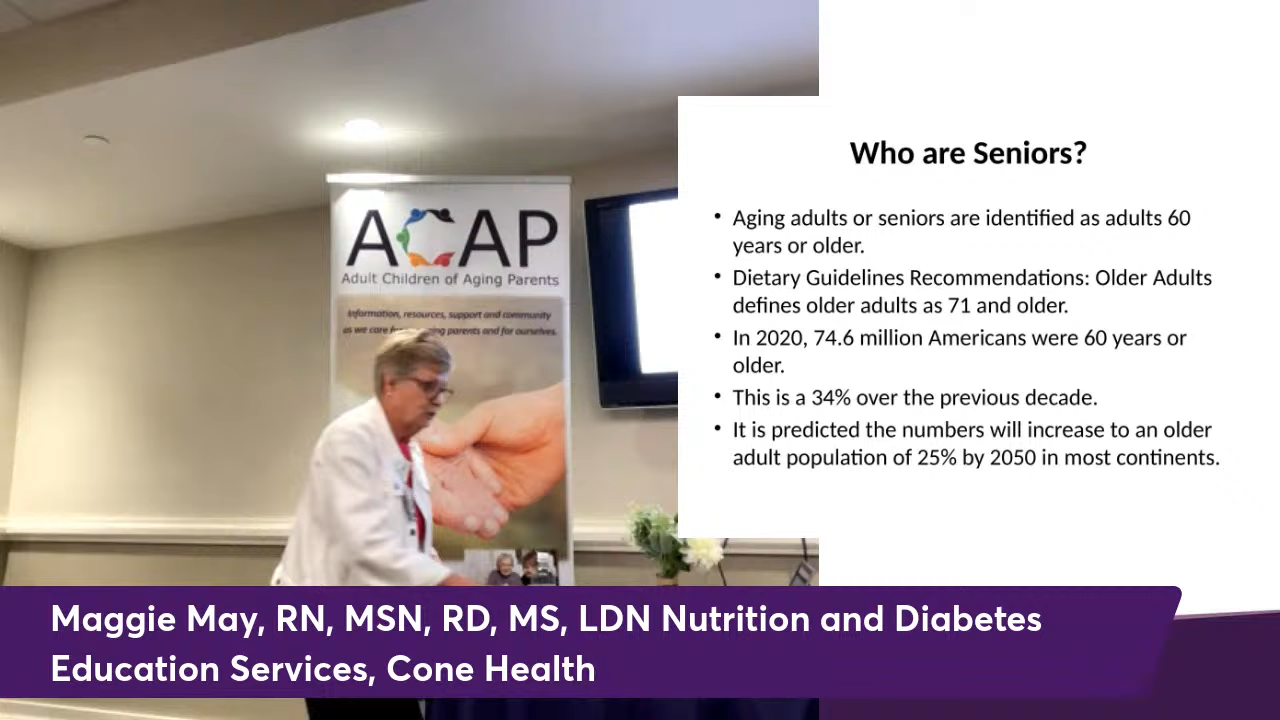 ACAP
Adult Children of Aging Parents
Information, resources, support and community
as we care ging parents and for ourselves.
Who are Seniors?
• Aging adults or seniors are identified as adults 60
years or older.
• Dietary Guidelines Recommendations: Older Adults
defines older adults as 71 and older.
• In 2020, 74.6 million Americans were 60 years or
older.
• This is a 34% over the previous decade.
• It is predicted the numbers will increase to an older
adult population of 25% by 2050 in most continents.
Maggie May, RN, MSN, RD, MS, LDN Nutrition and Diabetes
Education Services, Cone Health